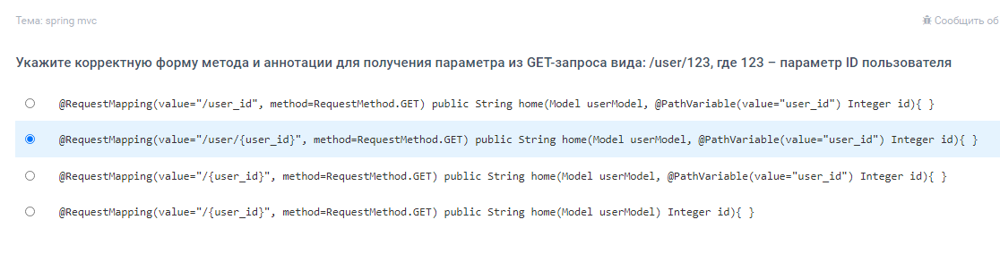 Тема: spring mvc
Сообщить об
Укажите корректную форму метода и аннотации для получения параметра из GET-запроса вида: /user/123, где 123 – параметр ID пользователя
@RequestMapping(value="/user_id", method=RequestMethod.GET) public String home(Model userModel, @PathVariable(value="user_id") Integer id){ }
@RequestMapping(value="/user/{user_id}", method=RequestMethod.GET) public String home(Model userModel, @PathVariable(value="user_id") Integer id){ }
@RequestMapping(value="/{user_id}", method=RequestMethod.GET) public String home(Model userModel, @PathVariable(value="user_id") Integer id){ }
@RequestMapping(value="/{user_id}", method=RequestMethod.GET) public String home(Model userModel) Integer id){ }